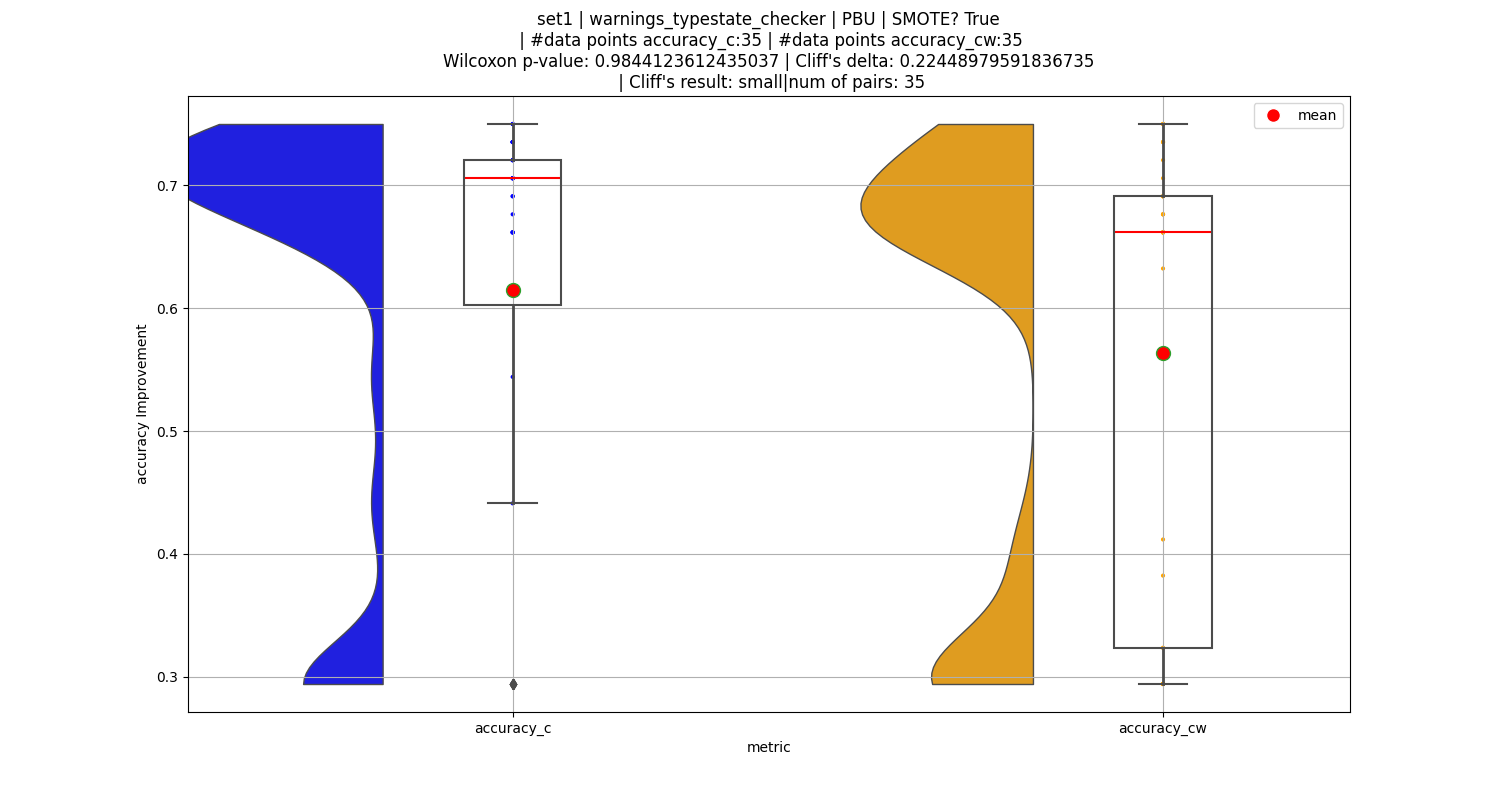 set1 | warnings_typestate_checker | PBU | SMOTE? True
| #data points accuracy_c:35 | #data points accuracy_cw:35
Wilcoxon p-value: 0.9844123612435037 | Cliff's delta: 0.22448979591836735
| Cliff's result: small|num of pairs: 35
mean
0.7
0.6
0.5
0.4
0.3
accuracy Improvement
accuracy_c
accuracy_cw
metric